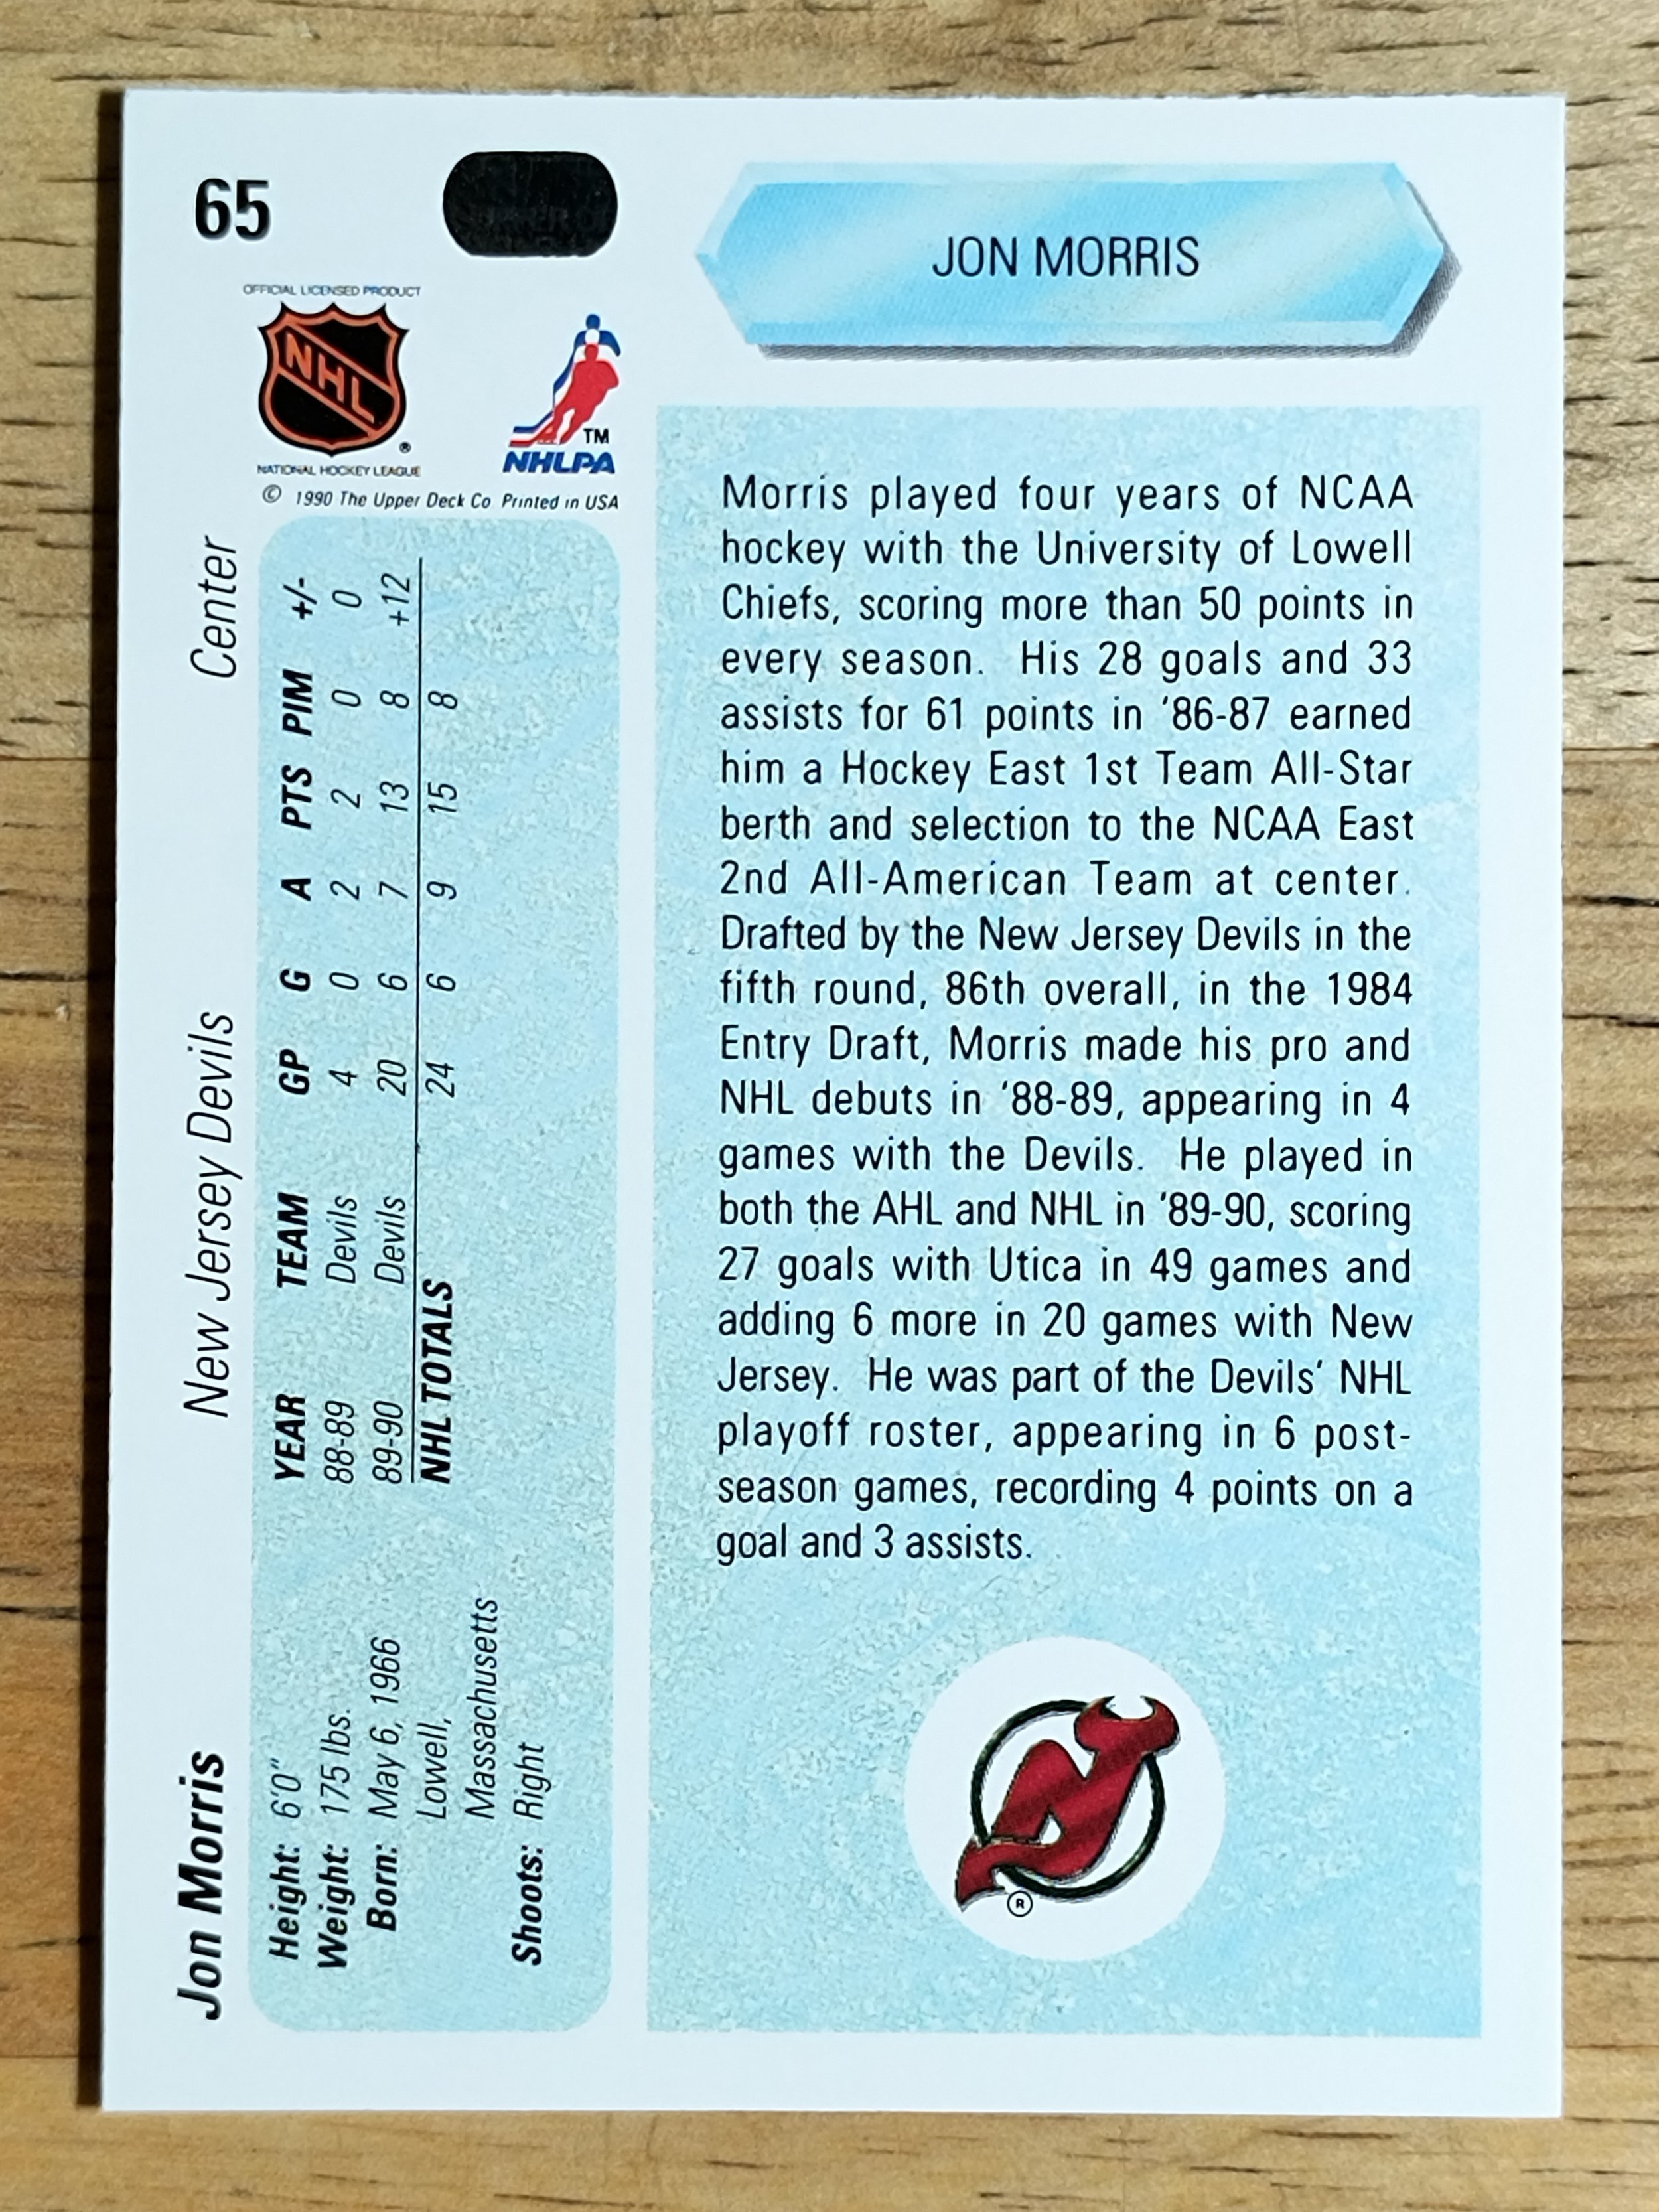 65
JON MORRIS
OFFICIAL LICENSED PRODUCT
NHL
®
NATIONAL HOCKEY LEAGUE
TM
NHLPA
© 1990 The Upper Deck Co. Printed in USA
Jon Morris New Jersey Devils Center
Height: 6'0"
Weight: 175 lbs.
Born: May 6, 1966
Lowell,
Massachusetts
Shoots: Right
YEAR TEAM GP G A PTS PIM +/-
88-89 Devils 4 0 2 2 0 0
89-90 Devils 20 6 7 13 8 +12
NHL TOTALS 24 6 9 15 8
Morris played four years of NCAA
hockey with the University of Lowell
Chiefs, scoring more than 50 points in
every season. His 28 goals and 33
assists for 61 points in '86-87 earned
him a Hockey East 1st Team All-Star
berth and selection to the NCAA East
2nd All-American Team at center.
Drafted by the New Jersey Devils in the
fifth round, 86th overall, in the 1984
Entry Draft, Morris made his pro and
NHL debuts in '88-89, appearing in 4
games with the Devils. He played in
both the AHL and NHL in '89-90, scoring
27 goals with Utica in 49 games and
adding 6 more in 20 games with New
Jersey. He was part of the Devils' NHL
playoff roster, appearing in 6 post-
season games, recording 4 points on a
goal and 3 assists.
®